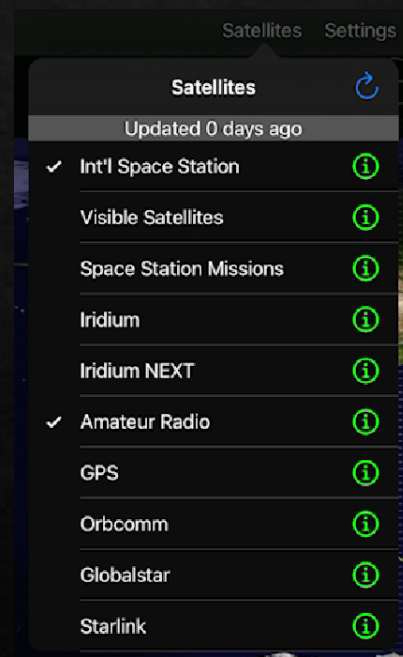 Satellites Settings
Satellites
Updated 0 days ago
Int'l Space Station
Visible Satellites
Space Station Missions
Iridium
Iridium NEXT
Amateur Radio
GPS
Orbcomm
Globalstar
Starlink